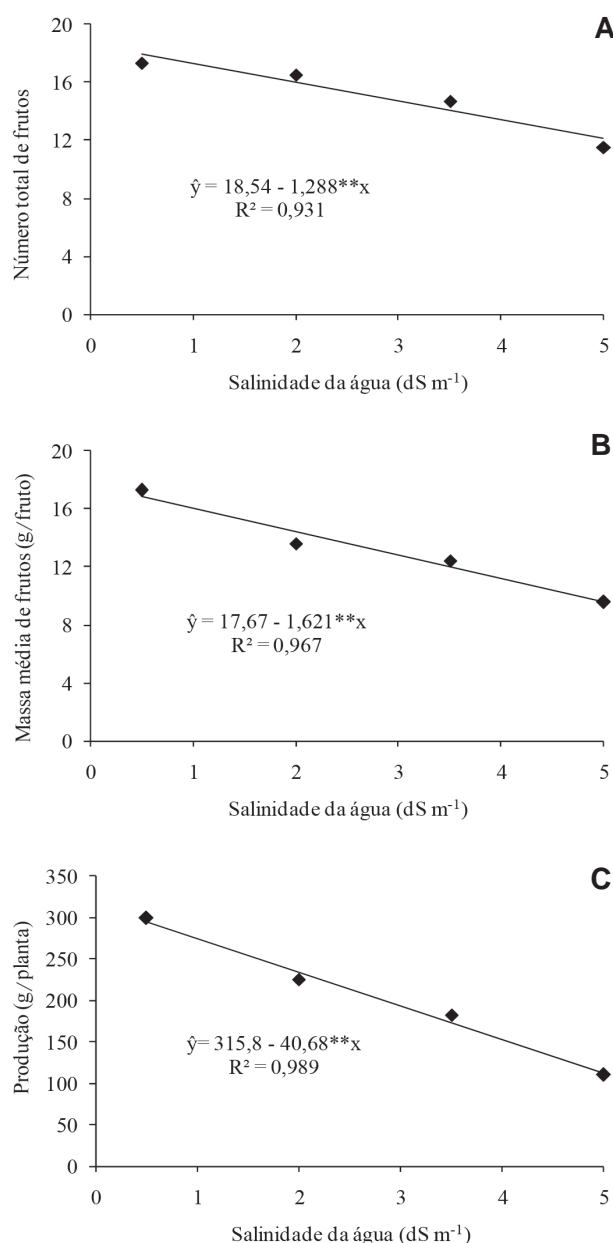 A
Número total de frutos
20
16
12
8
4
0
ŷ = 18,54 - 1,288**x
R² = 0,931
0 1 2 3 4 5
Salinidade da água (dS m⁻¹)
B
Massa média de frutos (g/fruto)
20
16
12
8
4
0
ŷ = 17,67 - 1,621**x
R² = 0,967
0 1 2 3 4 5
Salinidade da água (dS m⁻¹)
C
Produção (g/planta)
350
300
250
200
150
100
50
0
ŷ= 315,8 - 40,68**x
R² = 0,989
0 1 2 3 4 5
Salinidade da água (dS m⁻¹)